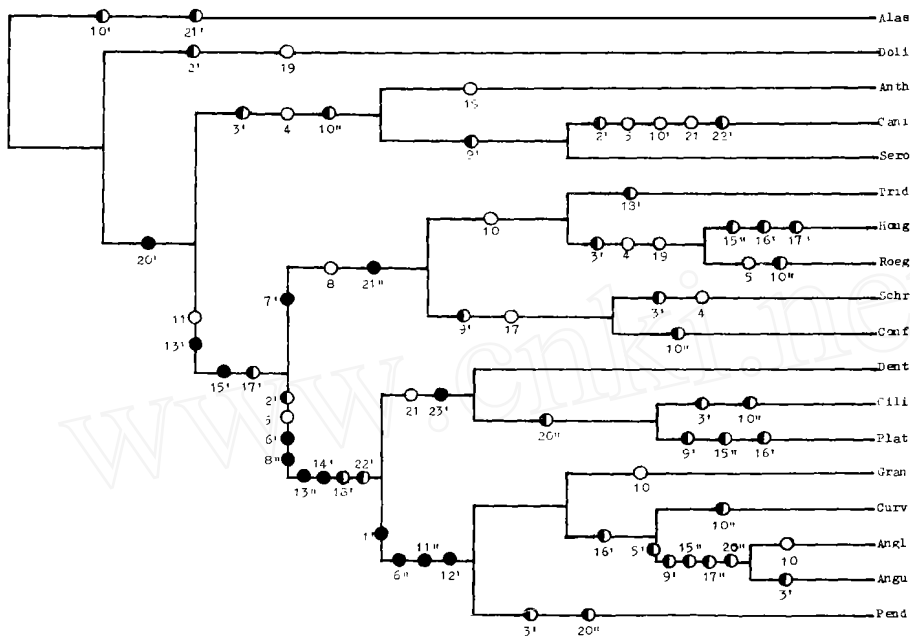 Alas
10' 21'
Doli
2' 19
Anth
19
3' 4 10"
Cani
2' 5 10' 21 22'
9'
Sero
Trid
18'
10
Houg
15" 16' 17'
3' 4 19
20'
Roeg
5 10"
8 21"
Schr
3' 4
7'
9' 17
11
Conf
10"
13'
Dent
15' 17'
2'
21 23'
Cili
3' 10"
5
20"
6'
Plat
9' 15" 16'
8"
14' 22'
Gran
13" 18'
10
Curv
10"
1'
16' 5' 15" 20"
Angl
10
6" 11" 12'
9' 17"
Angu
3'
Pend
3' 20"
www.cnki.ne